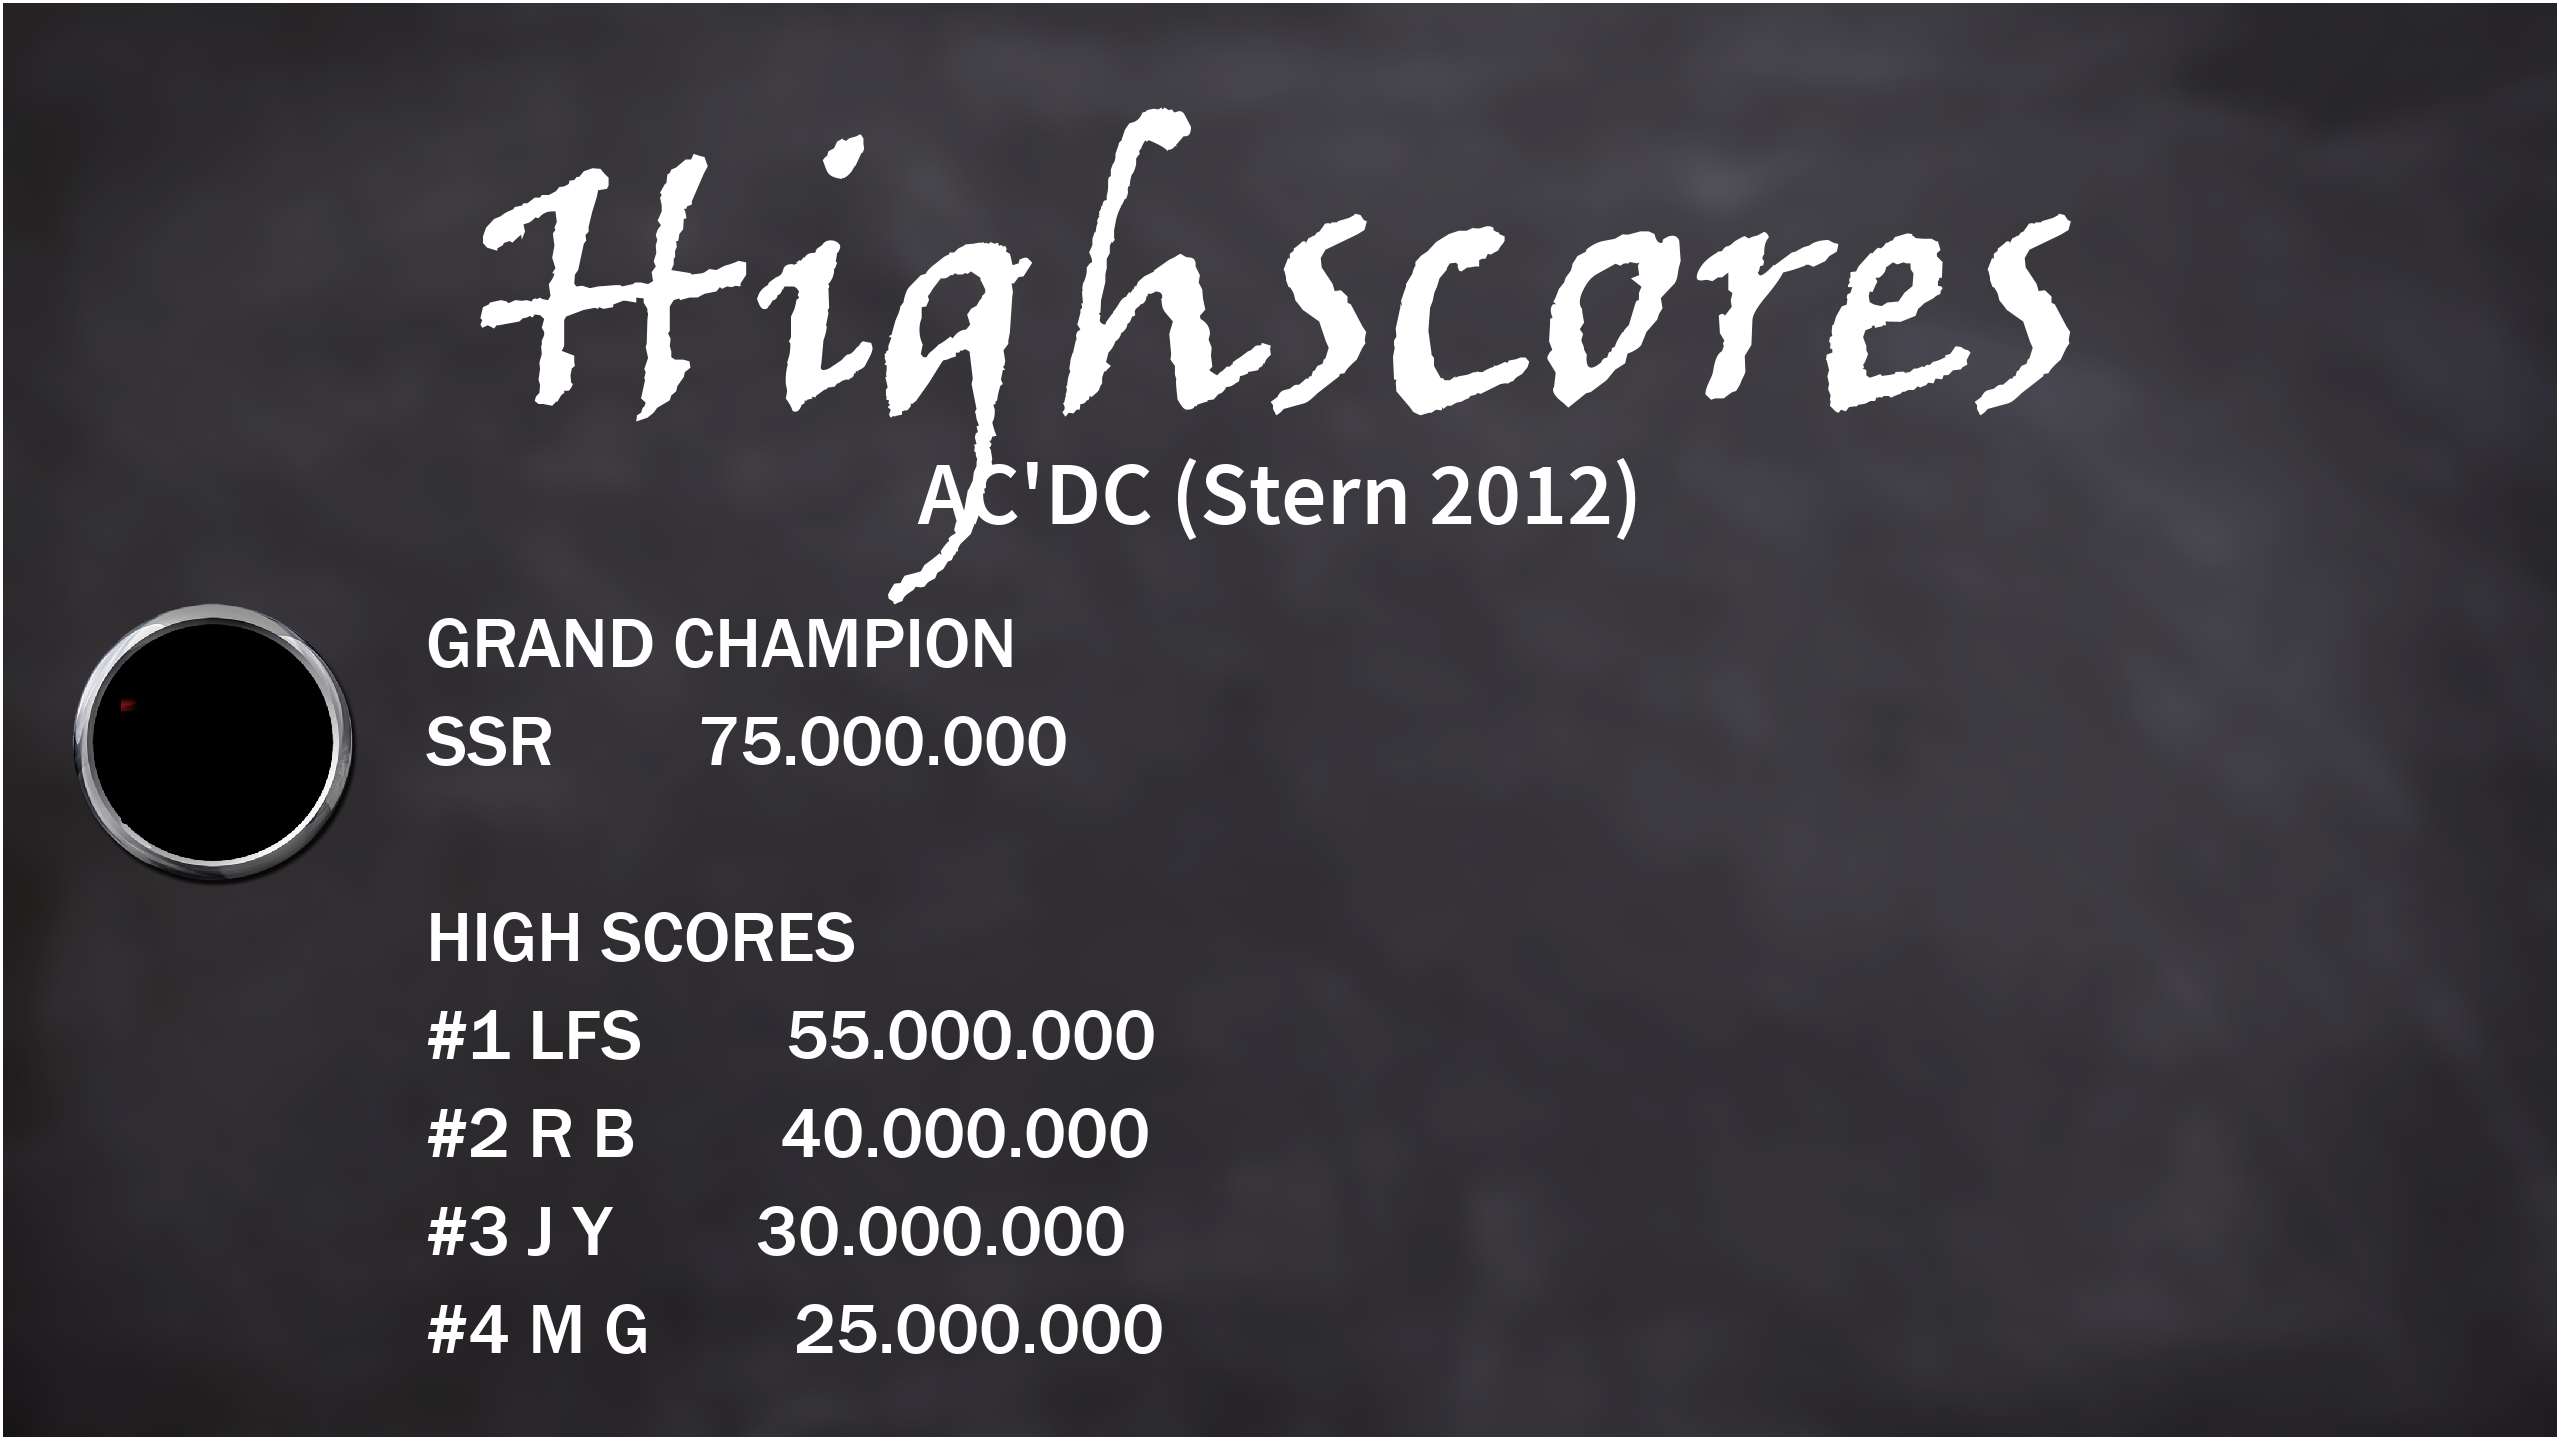 Highscores
AC'DC (Stern 2012)
GRAND CHAMPION
SSR 75.000.000
HIGH SCORES
#1 LFS 55.000.000
#2 R B 40.000.000
#3 J Y 30.000.000
#4 M G 25.000.000